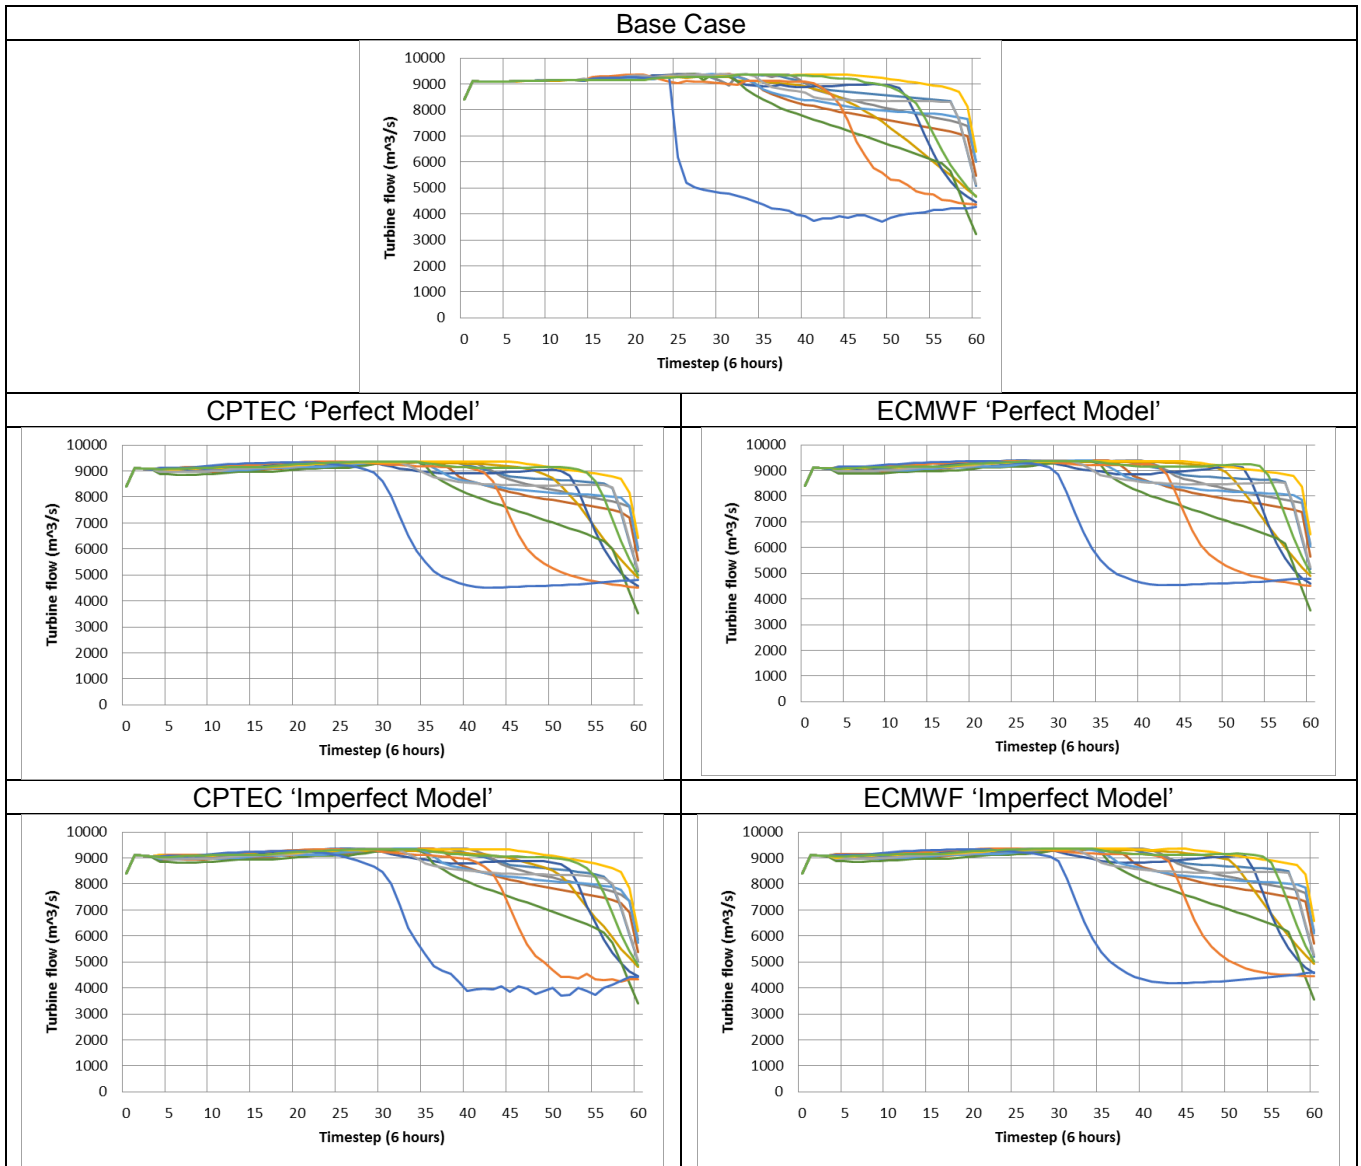 Base Case
10000
9000
8000
7000
6000
5000
4000
3000
2000
1000
0
Turbine flow (m^3/s)
0 5 10 15 20 25 30 35 40 45 50 55 60
Timestep (6 hours)
CPTEC ‘Perfect Model’
10000
9000
8000
7000
6000
5000
4000
3000
2000
1000
0
Turbine flow (m^3/s)
0 5 10 15 20 25 30 35 40 45 50 55 60
Timestep (6 hours)
ECMWF ‘Perfect Model’
10000
9000
8000
7000
6000
5000
4000
3000
2000
1000
0
Turbine flow (m^3/s)
0 5 10 15 20 25 30 35 40 45 50 55 60
Timestep (6 hours)
CPTEC ‘Imperfect Model’
10000
9000
8000
7000
6000
5000
4000
3000
2000
1000
0
Turbine flow (m^3/s)
0 5 10 15 20 25 30 35 40 45 50 55 60
Timestep (6 hours)
ECMWF ‘Imperfect Model’
10000
9000
8000
7000
6000
5000
4000
3000
2000
1000
0
Turbine flow (m^3/s)
0 5 10 15 20 25 30 35 40 45 50 55 60
Timestep (6 hours)